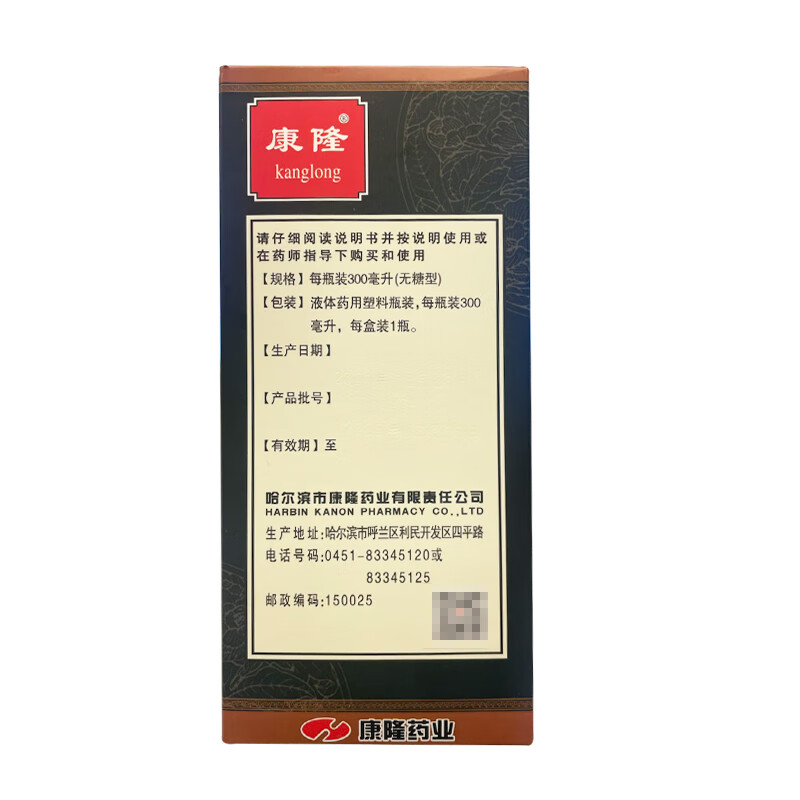 康隆®
kanglong
请仔细阅读说明书并按说明使用或
在药师指导下购买和使用
【规格】每瓶装300毫升(无糖型)
【包装】液体药用塑料瓶装,每瓶装300
毫升，每盒装1瓶。
【生产日期】
【产品批号】
【有效期】至
哈尔滨市康隆药业有限责任公司
HARBIN KANON PHARMACY CO.,LTD
生产地址:哈尔滨市呼兰区利民开发区四平路
电话号码:0451-83345120或
83345125
邮政编码:150025
康隆药业